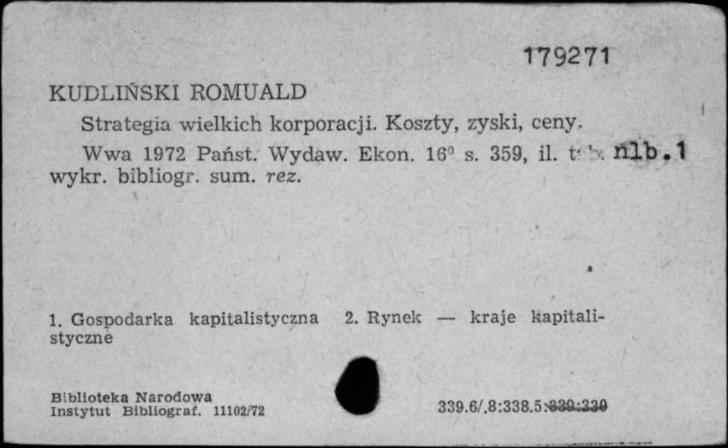 179271
KUDLIŃSKI ROMUALD
Strategia wielkich korporacji. Koszty, zyski, ceny.
Wwa 1972 Państ. Wydaw. Ekon. 16⁰ s. 359, il. nlb.1
wykr. bibliogr. sum. rez.
1. Gospodarka kapitalistyczna 2. Rynek — kraje kapitali-
styczne
Biblioteka Narodowa
Instytut Bibliograf. 11102/72
339.6/.8:338.5:339:330